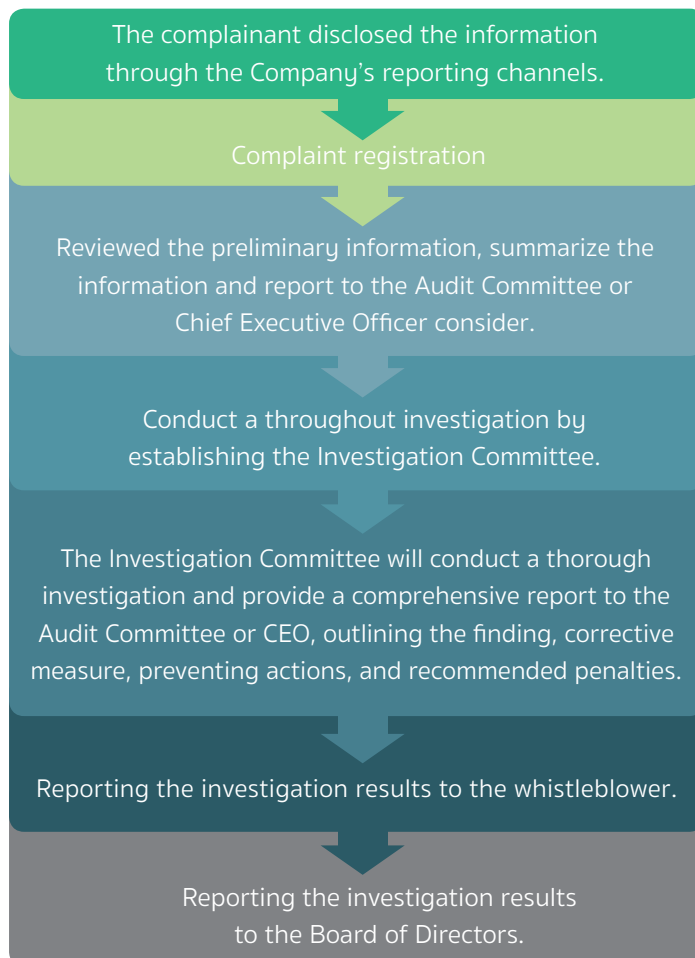 The complainant disclosed the information
through the Company's reporting channels.
Complaint registration
Reviewed the preliminary information, summarize the
information and report to the Audit Committee or
Chief Executive Officer consider.
Conduct a throughout investigation by
establishing the Investigation Committee.
The Investigation Committee will conduct a thorough
investigation and provide a comprehensive report to the
Audit Committee or CEO, outlining the finding, corrective
measure, preventing actions, and recommended penalties.
Reporting the investigation results to the whistleblower.
Reporting the investigation results
to the Board of Directors.